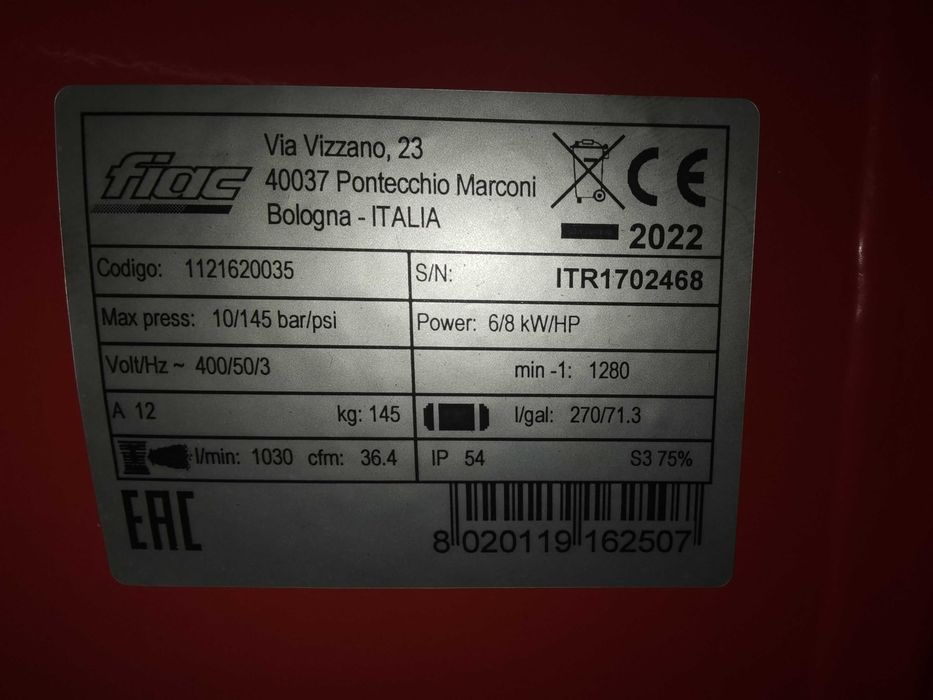 fiac
Via Vizzano, 23
40037 Pontecchio Marconi
Bologna - ITALIA
CE
2022
Codigo: 1121620035
S/N: ITR1702468
Max press: 10/145 bar/psi
Power: 6/8 kW/HP
Volt/Hz ~ 400/50/3
min -1: 1280
A 12 kg: 145
l/gal: 270/71.3
l/min: 1030 cfm: 36.4
IP 54 S3 75%
EAC
8 020119 162507